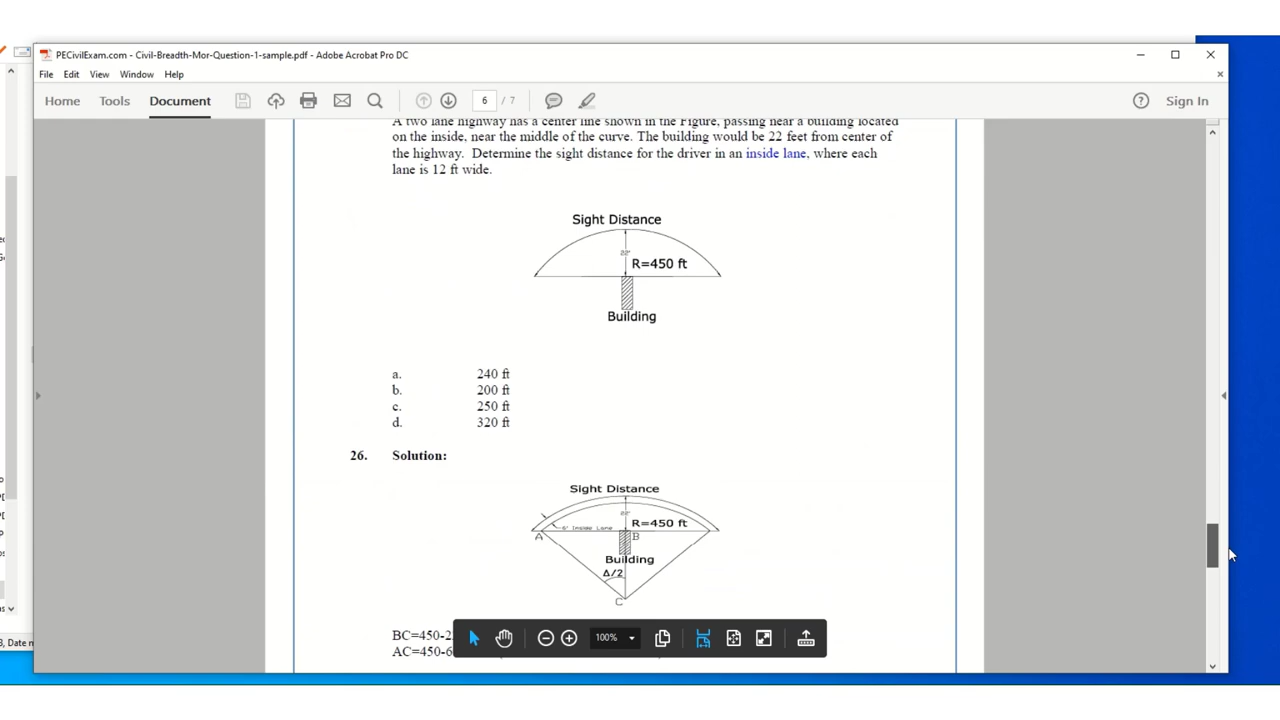 PECivilExam.com - Civil-Breadth-Mor-Question-1-sample.pdf - Adobe Acrobat Pro DC
File Edit View Window Help
Home Tools Document 6 / 7 Sign In
A two lane highway has a center line shown in the Figure, passing near a building located
on the inside, near the middle of the curve. The building would be 22 feet from center of
the highway. Determine the sight distance for the driver in an inside lane, where each
lane is 12 ft wide.
Sight Distance
22'
R=450 ft
Building
a. 240 ft
b. 200 ft
c. 250 ft
d. 320 ft
26. Solution:
Sight Distance
22'
R=450 ft
6' Inside Lane
A B
Building
Δ/2
C
BC=450-2
AC=450-6
100%
, Date m